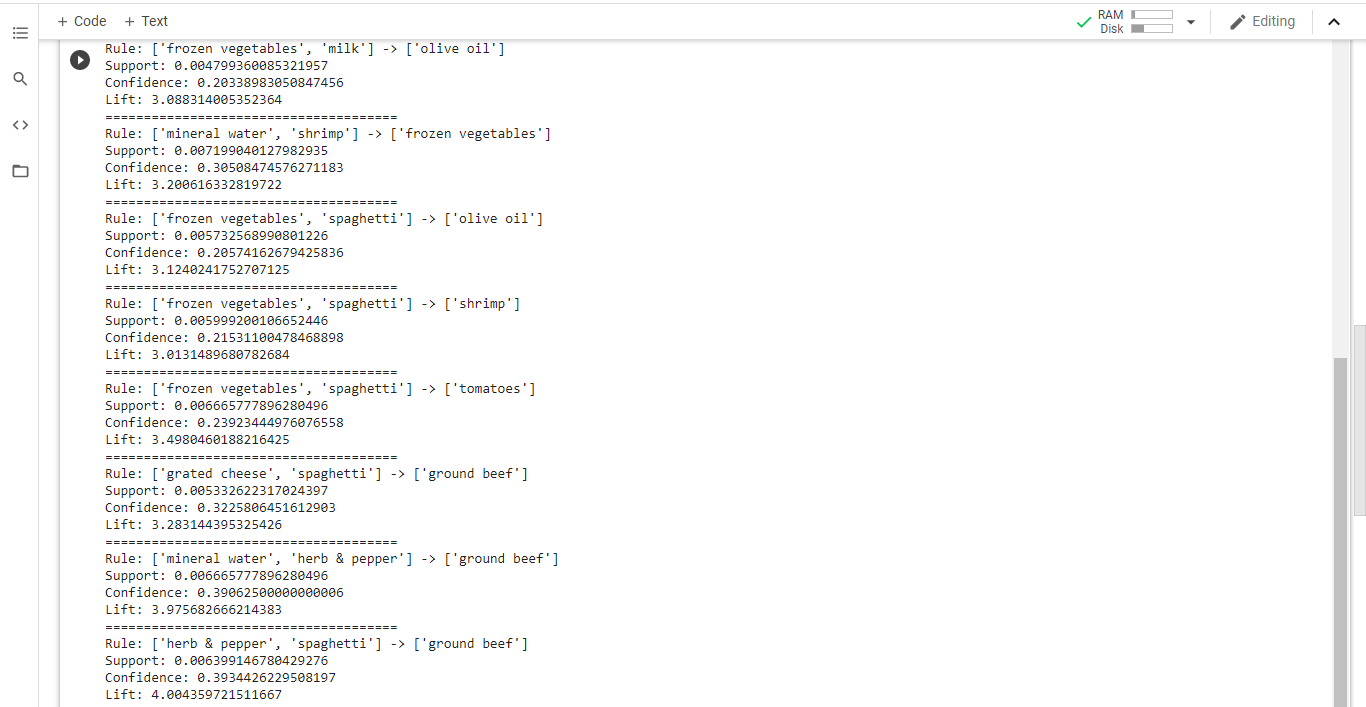 + Code + Text
RAM
Disk
Editing
Rule: ['frozen vegetables', 'milk'] -> ['olive oil']
Support: 0.004799360085321957
Confidence: 0.20338983050847456
Lift: 3.088314005352364
======================================
Rule: ['mineral water', 'shrimp'] -> ['frozen vegetables']
Support: 0.007199040127982935
Confidence: 0.30508474576271183
Lift: 3.200616332819722
======================================
Rule: ['frozen vegetables', 'spaghetti'] -> ['olive oil']
Support: 0.005732568990801226
Confidence: 0.20574162679425836
Lift: 3.1240241752707125
======================================
Rule: ['frozen vegetables', 'spaghetti'] -> ['shrimp']
Support: 0.005999200106652446
Confidence: 0.21531100478468898
Lift: 3.0131489680782684
======================================
Rule: ['frozen vegetables', 'spaghetti'] -> ['tomatoes']
Support: 0.006665777896280496
Confidence: 0.23923444976076558
Lift: 3.4980460188216425
======================================
Rule: ['grated cheese', 'spaghetti'] -> ['ground beef']
Support: 0.005332622317024397
Confidence: 0.3225806451612903
Lift: 3.283144395325426
======================================
Rule: ['mineral water', 'herb & pepper'] -> ['ground beef']
Support: 0.006665777896280496
Confidence: 0.39062500000000006
Lift: 3.975682666214383
======================================
Rule: ['herb & pepper', 'spaghetti'] -> ['ground beef']
Support: 0.006399146780429276
Confidence: 0.3934426229508197
Lift: 4.004359721511667